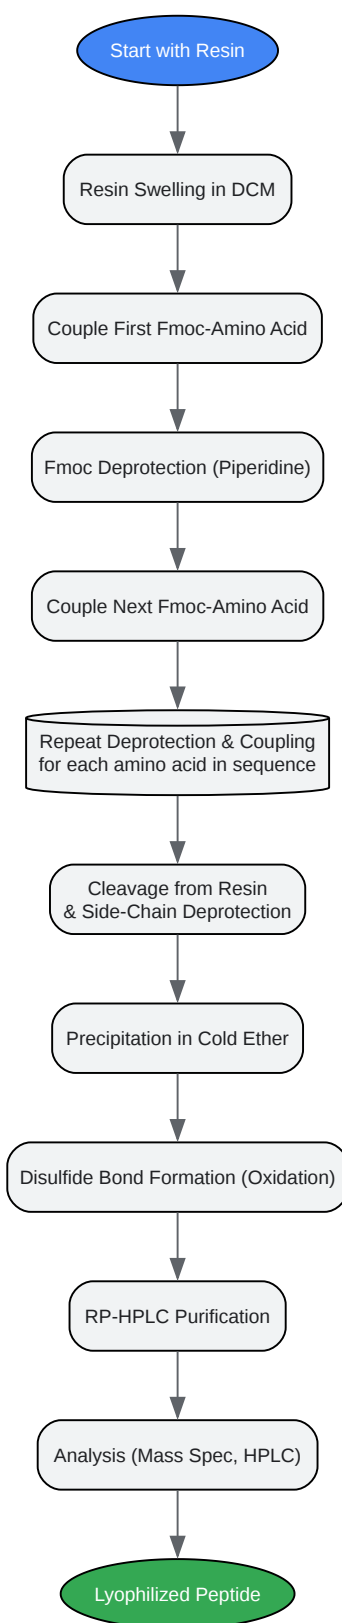 Start with Resin
Resin Swelling in DCM
Couple First Fmoc-Amino Acid
Fmoc Deprotection (Piperidine)
Couple Next Fmoc-Amino Acid
Repeat Deprotection & Coupling
for each amino acid in sequence
Cleavage from Resin
& Side-Chain Deprotection
Precipitation in Cold Ether
Disulfide Bond Formation (Oxidation)
RP-HPLC Purification
Analysis (Mass Spec, HPLC)
Lyophilized Peptide